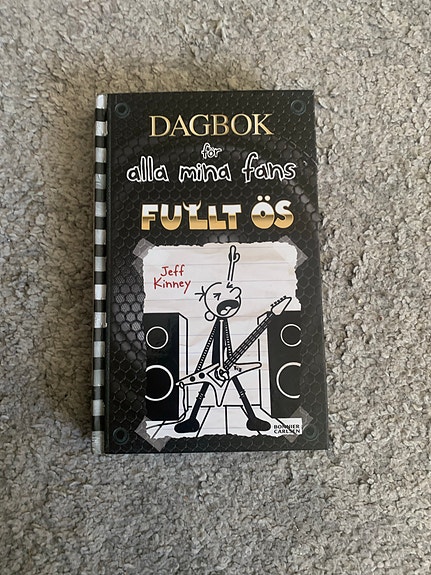 DAGBOK
för
alla mina fans
FULLT ÖS
Jeff
Kinney
BONNIER
CARLSEN